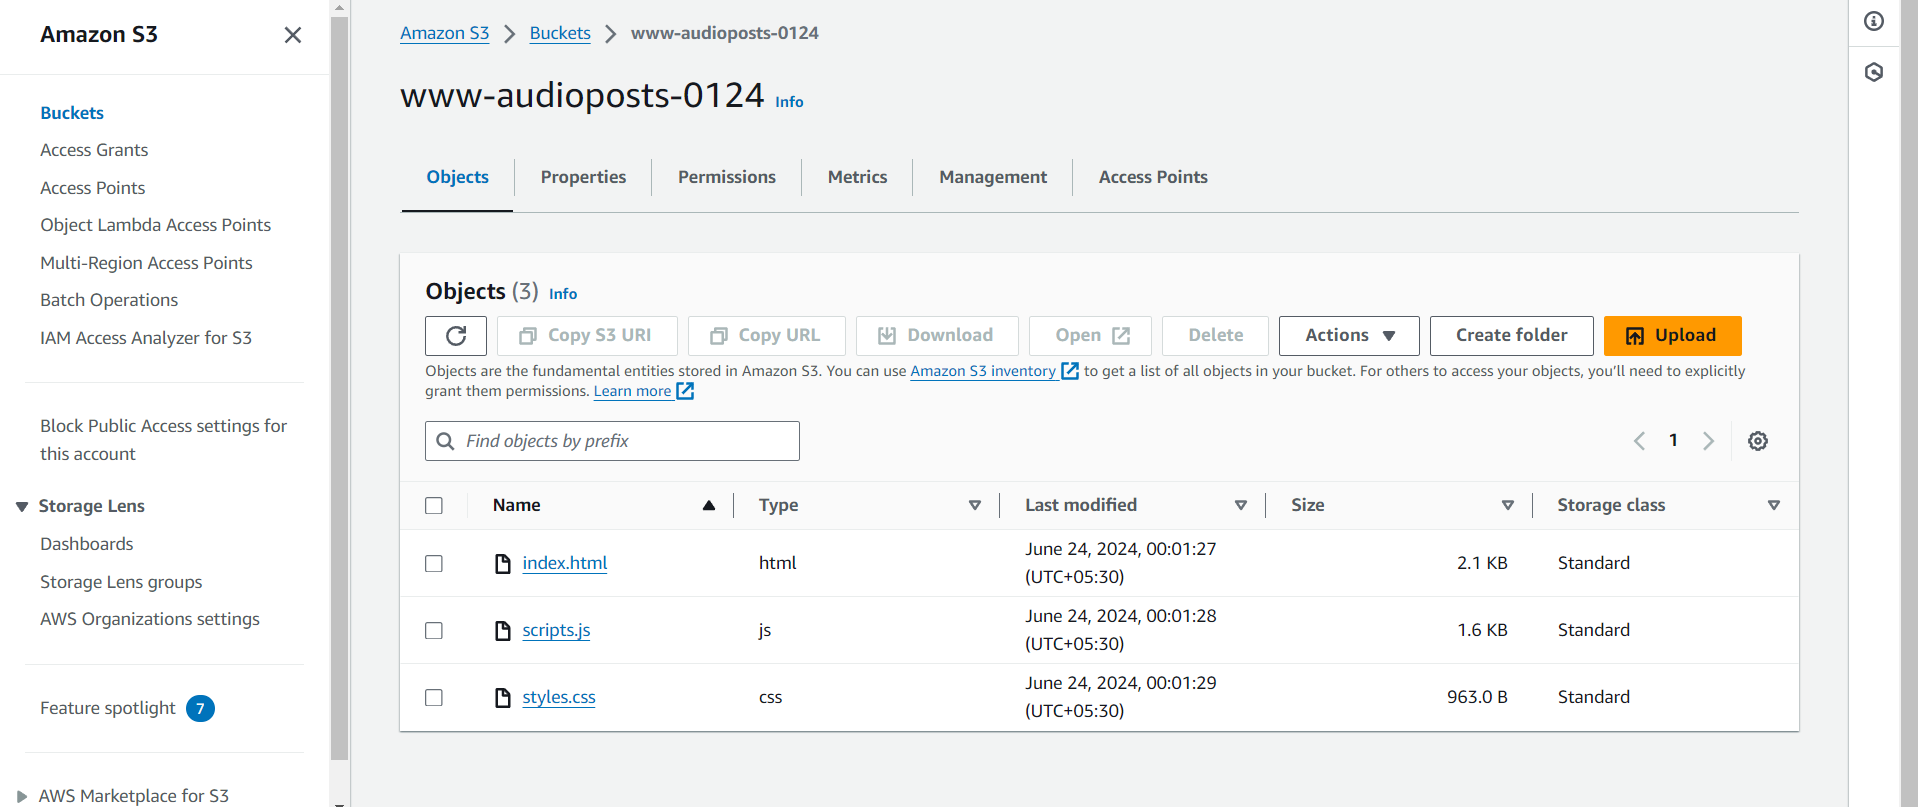 Amazon S3
Buckets
Access Grants
Access Points
Object Lambda Access Points
Multi-Region Access Points
Batch Operations
IAM Access Analyzer for S3
Block Public Access settings for
this account
Storage Lens
Dashboards
Storage Lens groups
AWS Organizations settings
Feature spotlight 7
AWS Marketplace for S3
Amazon S3 Buckets www-audioposts-0124
www-audioposts-0124 Info
Objects Properties Permissions Metrics Management Access Points
Objects (3) Info
Copy S3 URI Copy URL Download Open Delete Actions Create folder Upload
Objects are the fundamental entities stored in Amazon S3. You can use Amazon S3 inventory to get a list of all objects in your bucket. For others to access your objects, you’ll need to explicitly
grant them permissions. Learn more
Find objects by prefix
1
Name Type Last modified Size Storage class
index.html html June 24, 2024, 00:01:27 2.1 KB Standard
(UTC+05:30)
scripts.js js June 24, 2024, 00:01:28 1.6 KB Standard
(UTC+05:30)
styles.css css June 24, 2024, 00:01:29 963.0 B Standard
(UTC+05:30)